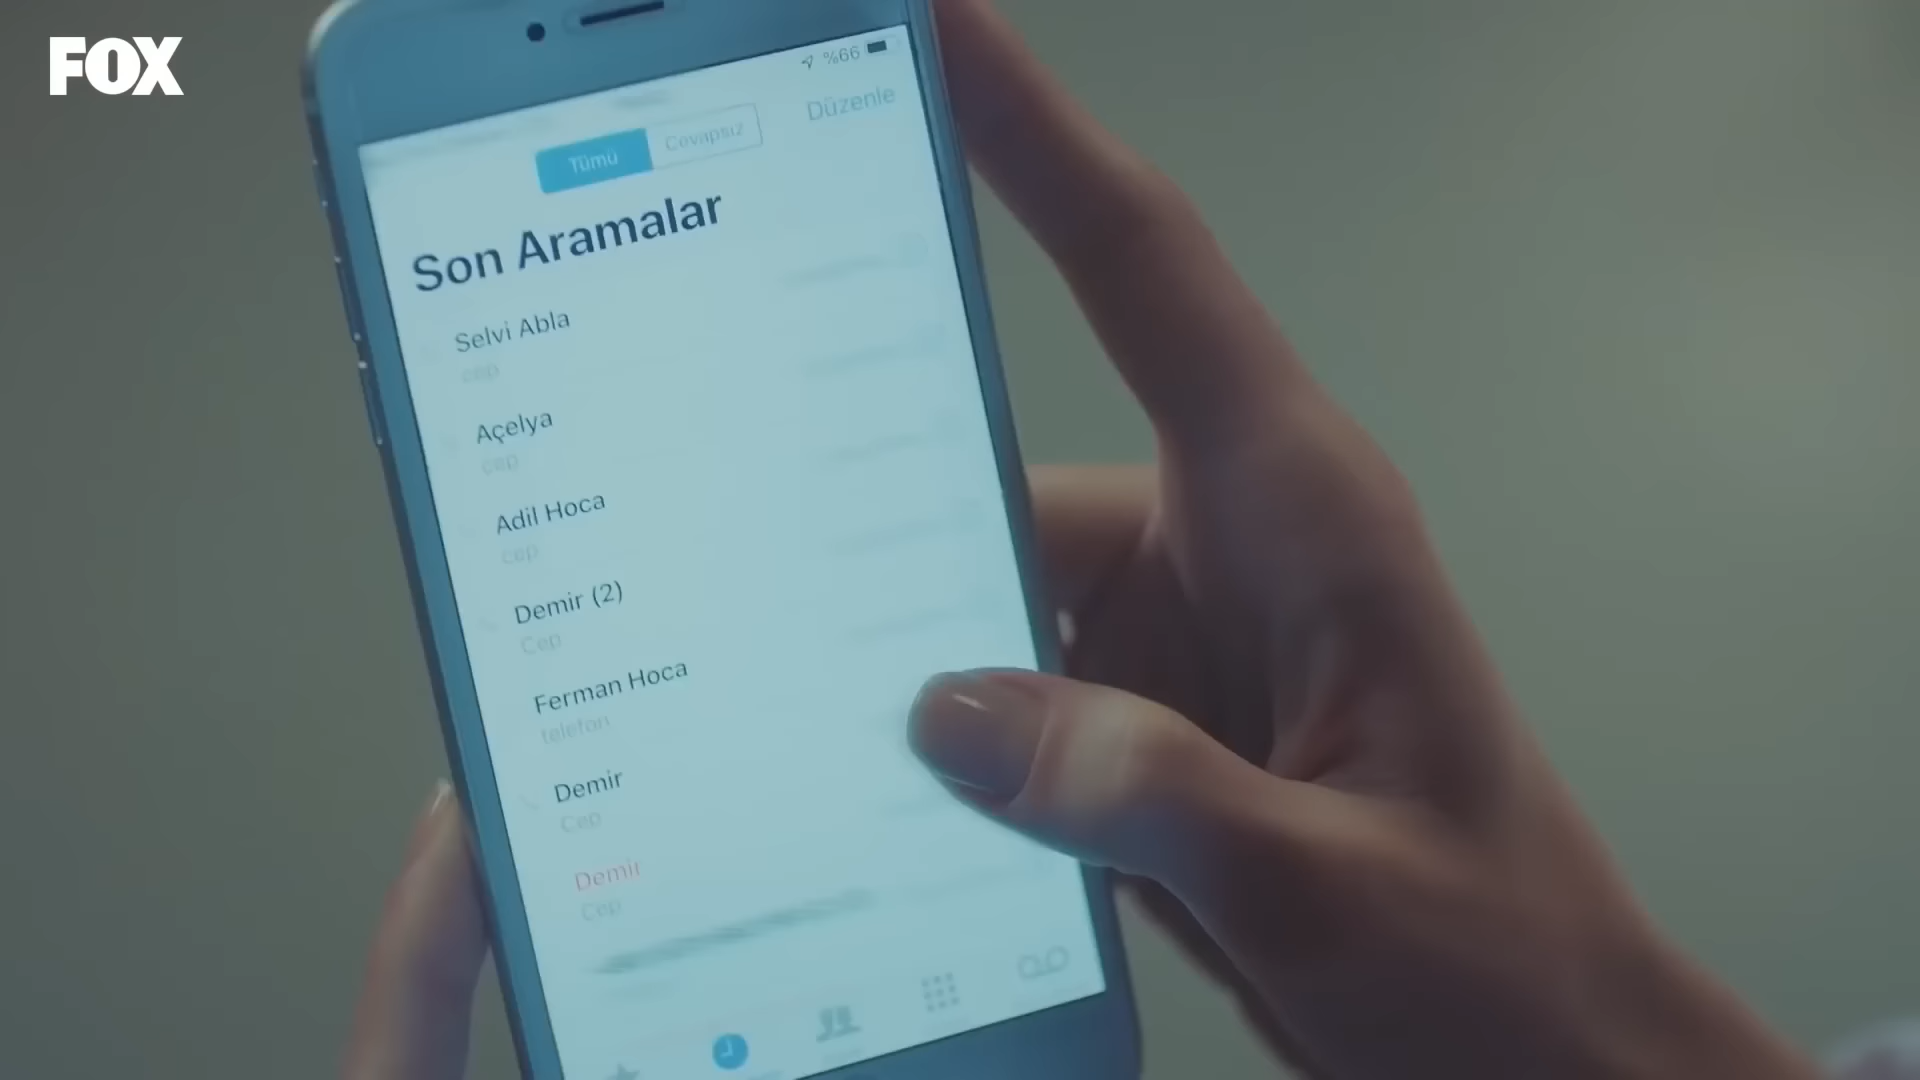 FOX
%66
Düzenle
Tümü Cevapsız
Son Aramalar
Selvi Abla
cep
Açelya
cep
Adil Hoca
cep
Demir (2)
Cep
Ferman Hoca
telefon
Demir
Cep
Demir
Cep